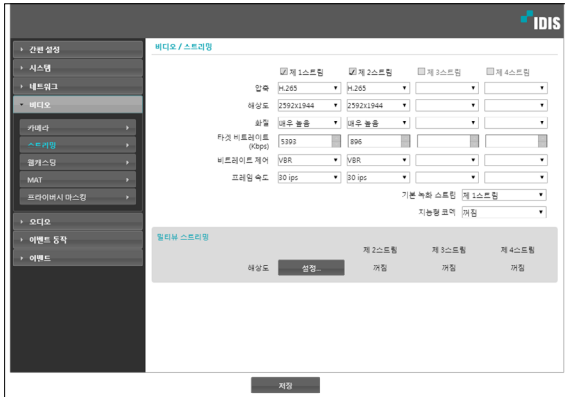 IDIS
간편 설정
시스템
네트워크
비디오
카메라
스트리밍
웹캐스팅
MAT
프라이버시 마스킹
오디오
이벤트 동작
이벤트
비디오 / 스트리밍
제 1스트림 제 2스트림 제 3스트림 제 4스트림
압축 H.265 H.265
해상도 2592x1944 2592x1944
화질 매우 높음 매우 높음
타겟 비트레이트 5393 896
(Kbps)
비트레이트 제어 VBR VBR
프레임 속도 30 ips 30 ips
기본 녹화 스트림 제 1스트림
지능형 코덱 꺼짐
멀티뷰 스트리밍
제 2스트림 제 3스트림 제 4스트림
해상도 설정... 꺼짐 꺼짐 꺼짐
저장